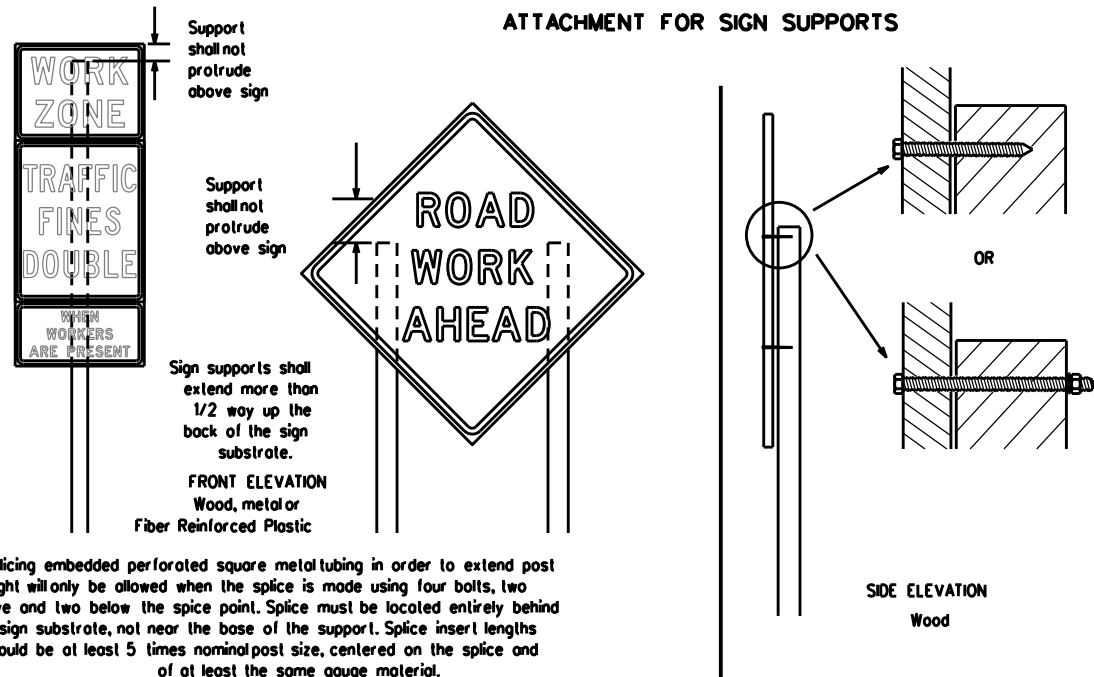 ATTACHMENT FOR SIGN SUPPORTS
Support
shall not
protrude
above sign
WORK
ZONE
TRAFFIC
FINES
DOUBLE
WHEN
WORKERS
ARE PRESENT
Support
shall not
protrude
above sign
ROAD
WORK
AHEAD
Sign supports shall
extend more than
1/2 way up the
back of the sign
substrate.
FRONT ELEVATION
Wood, metal or
Fiber Reinforced Plastic
OR
SIDE ELEVATION
Wood
licing embedded perforated square metal tubing in order to extend post
ght will only be allowed when the splice is made using four bolts, two
ve and two below the spice point. Splice must be located entirely behind
sign substrate, not near the base of the support. Splice insert lengths
ould be at least 5 times nominal post size, centered on the splice and
of at least the same gauge material.